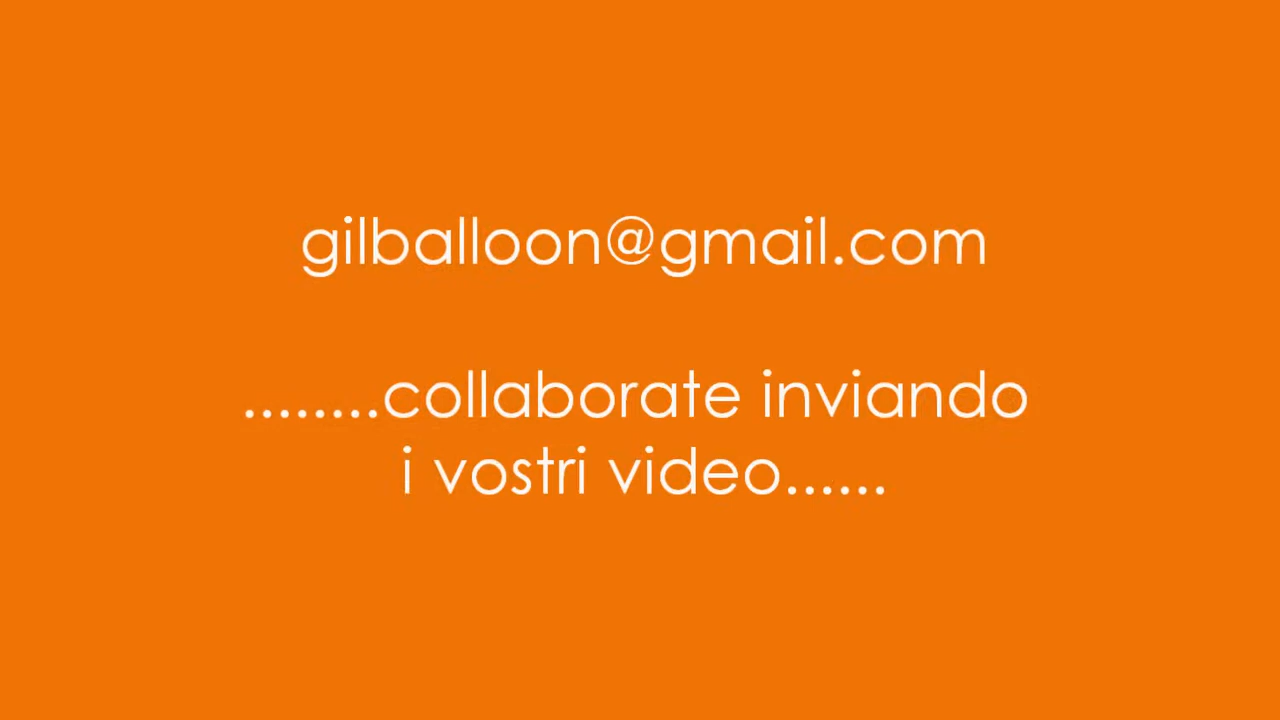 gilballoon@gmail.com
........collaborate inviando
i vostri video......